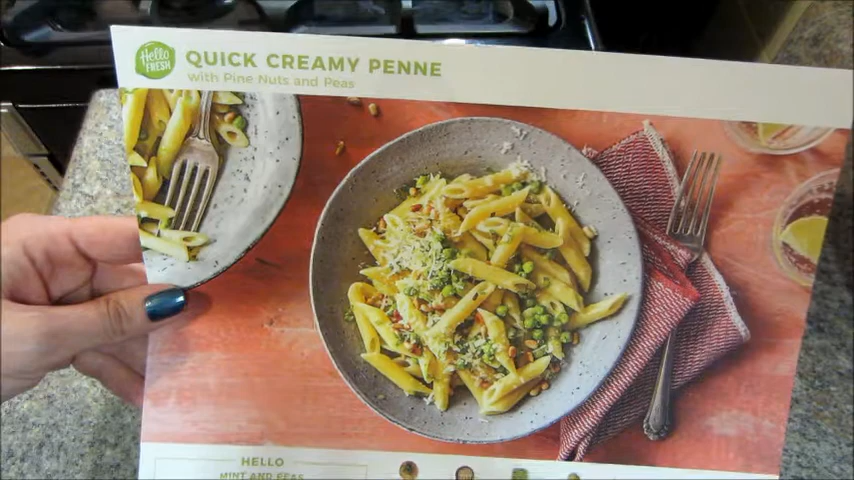 Hello
FRESH
QUICK CREAMY PENNE
with Pine Nuts and Peas
HELLO
MINT AND PEAS